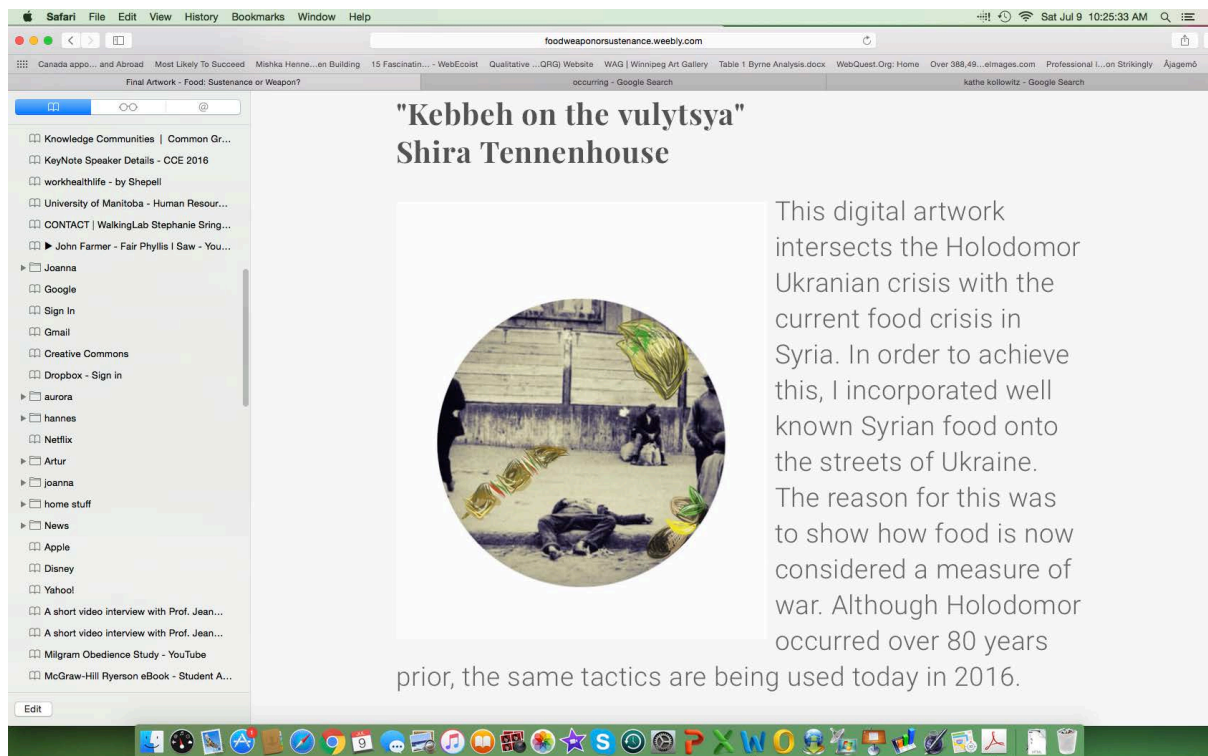 Safari File Edit View History Bookmarks Window Help Sat Jul 9 10:25:33 AM
foodweaponorsustenance.weebly.com
Canada appo... and Abroad Most Likely To Succeed Mishka Henne...en Building 15 Fascinatin... - WebEcoist Qualitative ...QRG) Website WAG | Winnipeg Art Gallery Table 1 Byrne Analysis.docx WebQuest.Org: Home Over 388,49...elmages.com Professional I...on Strikingly Åjagemô
Final Artwork - Food: Sustenance or Weapon? occurring - Google Search kathe kollowitz - Google Search
@
Knowledge Communities | Common Gr...
KeyNote Speaker Details - CCE 2016
workhealthlife - by Shepell
University of Manitoba - Human Resour...
CONTACT | WalkingLab Stephanie Sring...
▶ John Farmer - Fair Phyllis I Saw - You...
Joanna
Google
Sign In
Gmail
Creative Commons
Dropbox - Sign in
aurora
hannes
Netflix
Artur
joanna
home stuff
News
Apple
Disney
Yahoo!
A short video interview with Prof. Jean...
A short video interview with Prof. Jean...
Milgram Obedience Study - YouTube
McGraw-Hill Ryerson eBook - Student A...
Edit
"Kebbeh on the vulytsya"
Shira Tennenhouse
This digital artwork
intersects the Holodomor
Ukranian crisis with the
current food crisis in
Syria. In order to achieve
this, I incorporated well
known Syrian food onto
the streets of Ukraine.
The reason for this was
to show how food is now
considered a measure of
war. Although Holodomor
occurred over 80 years
prior, the same tactics are being used today in 2016.